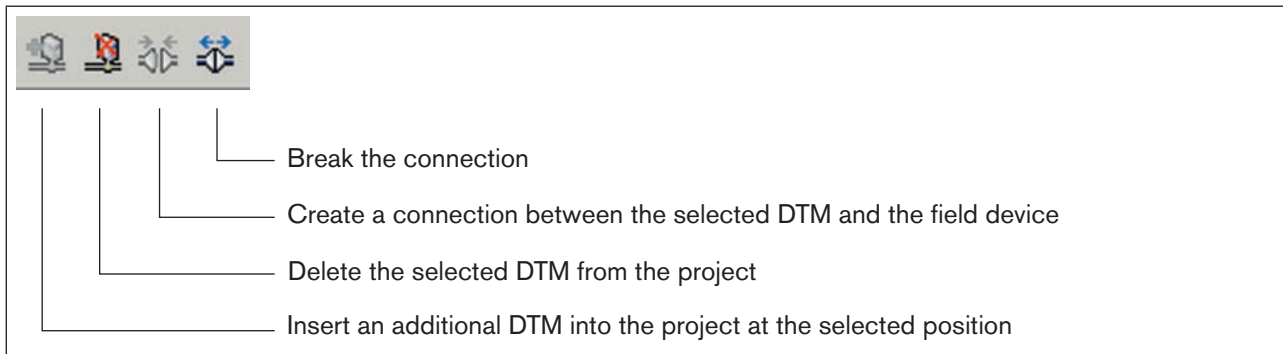 Break the connection
Create a connection between the selected DTM and the field device
Delete the selected DTM from the project
Insert an additional DTM into the project at the selected position